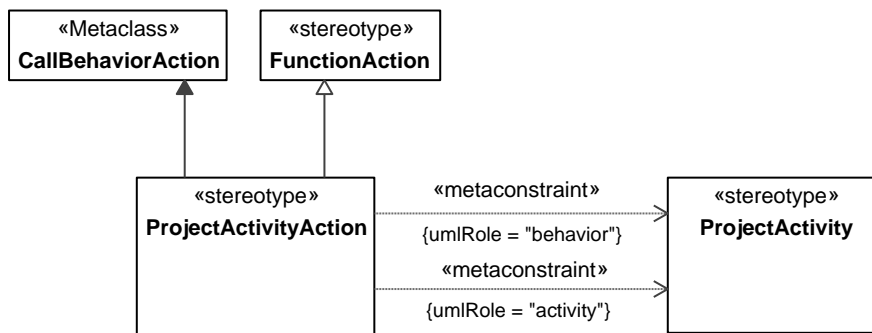 «Metaclass»
CallBehaviorAction
«stereotype»
FunctionAction
«stereotype»
ProjectActivityAction
«metaconstraint»
{umlRole = "behavior"}
«metaconstraint»
{umlRole = "activity"}
«stereotype»
ProjectActivity